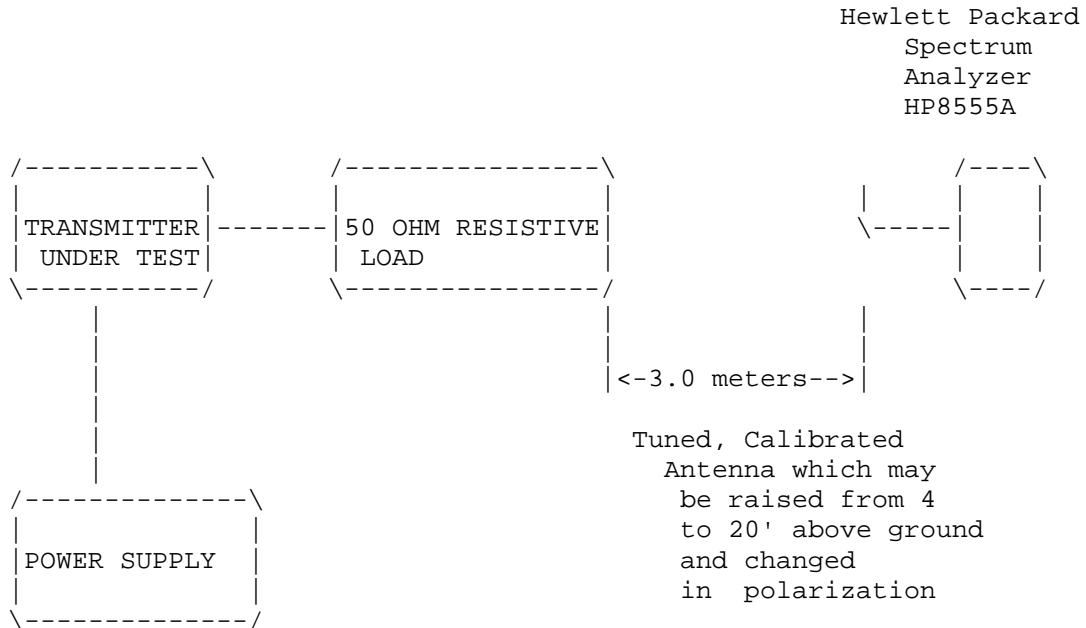 Hewlett Packard
Spectrum
Analyzer
HP8555A
TRANSMITTER
UNDER TEST
50 OHM RESISTIVE
LOAD
<-3.0 meters-->
Tuned, Calibrated
Antenna which may
be raised from 4
to 20' above ground
and changed
in polarization
POWER SUPPLY